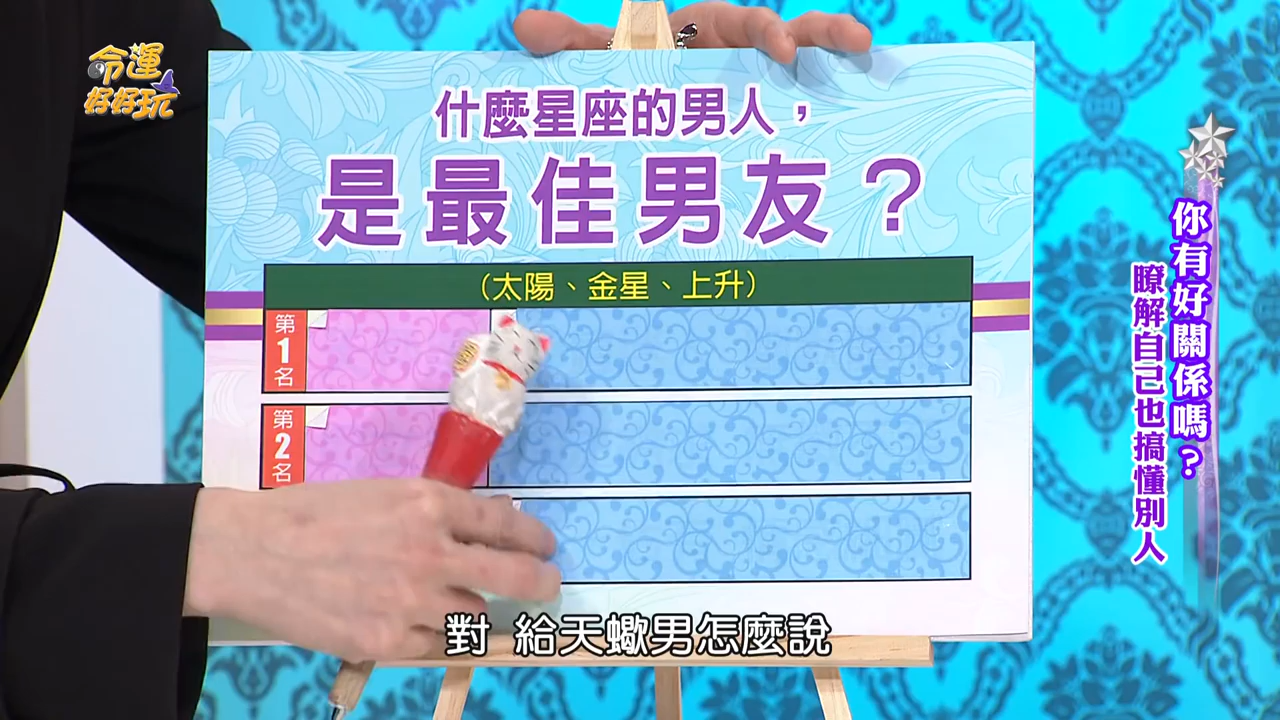 命運
好好玩
什麼星座的男人，
是最佳男友？
(太陽、金星、上升)
第1名
第2名
你有好關係嗎？
瞭解自己也搞懂別人
對 給天蠍男怎麼說